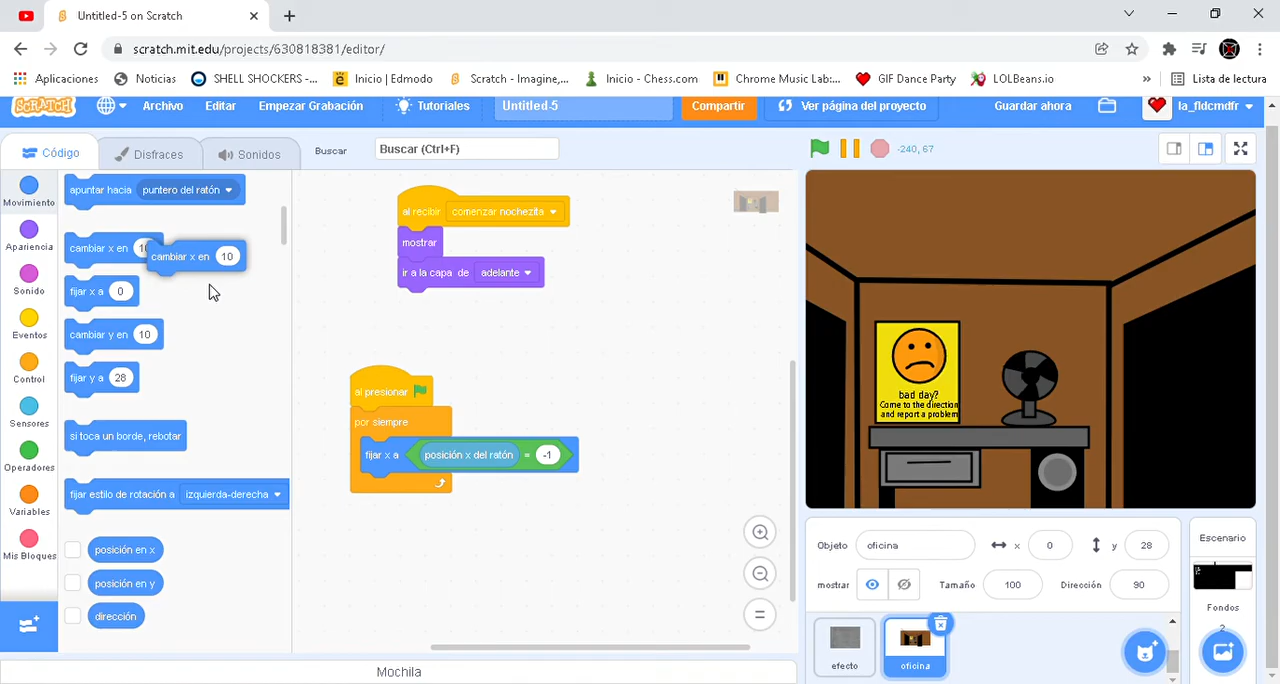 Untitled-5 on Scratch
scratch.mit.edu/projects/630818381/editor/
Aplicaciones Noticias SHELL SHOCKERS -... Inicio | Edmodo Scratch - Imagine,... Inicio - Chess.com Chrome Music Lab:... GIF Dance Party LOLBeans.io » Lista de lectura
SCRATCH Archivo Editar Empezar Grabación Tutoriales Untitled-5 Compartir Ver página del proyecto Guardar ahora la_fldcmdfr
Código Disfraces Sonidos Buscar Buscar (Ctrl+F) -240, 67
Movimiento
Apariencia
Sonido
Eventos
Control
Sensores
Operadores
Variables
Mis Bloques
apuntar hacia puntero del ratón
cambiar x en 10
cambiar x en 10
fijar x a 0
cambiar y en 10
fijar y a 28
si toca un borde, rebotar
fijar estilo de rotación a izquierda-derecha
posición en x
posición en y
dirección
al recibir comenzar nochezita
mostrar
ir a la capa de adelante
al presionar
por siempre
fijar x a posición x del ratón = -1
bad day?
Come to the direction
and report a problem
Objeto oficina x 0 y 28
mostrar Tamaño 100 Dirección 90
efecto
oficina
Escenario
Fondos
2
Mochila